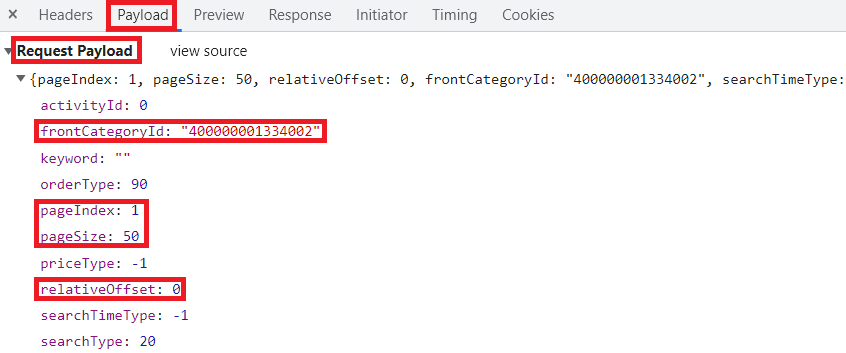 × Headers Payload Preview Response Initiator Timing Cookies
▼Request Payload view source
▼{pageIndex: 1, pageSize: 50, relativeOffset: 0, frontCategoryId: "400000001334002", searchTimeType:
activityId: 0
frontCategoryId: "400000001334002"
keyword: ""
orderType: 90
pageIndex: 1
pageSize: 50
priceType: -1
relativeOffset: 0
searchTimeType: -1
searchType: 20